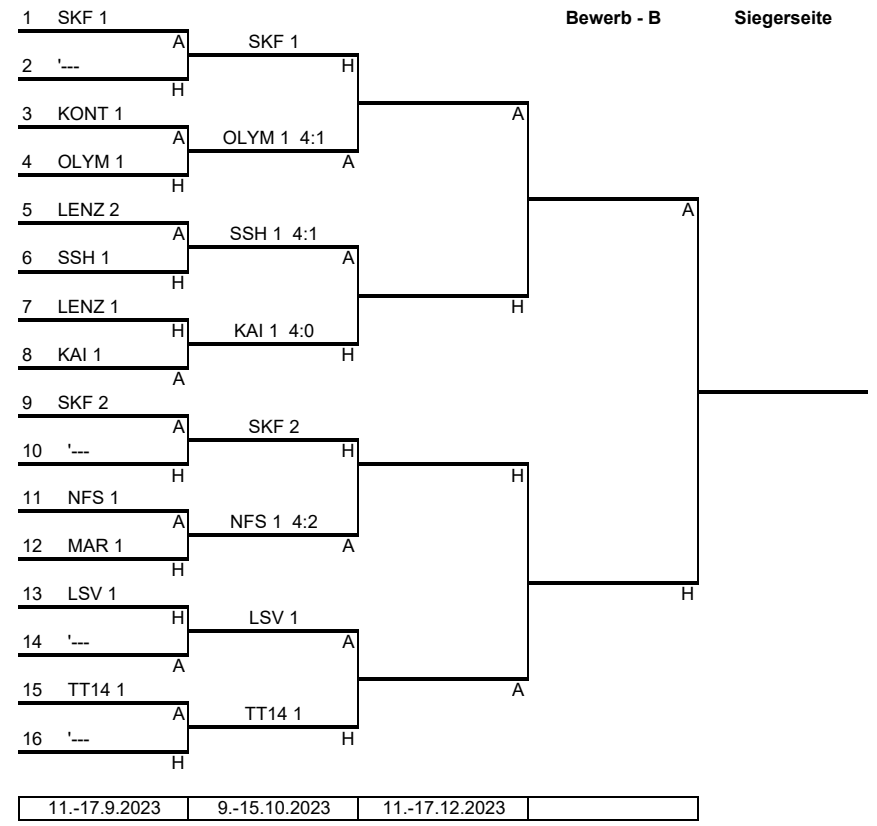 1 SKF 1
Bewerb - B Siegerseite
A SKF 1
2 '--- H
H
3 KONT 1 A
A OLYM 1 4:1
4 OLYM 1 A
H
5 LENZ 2 A
A SSH 1 4:1
6 SSH 1 A
H
7 LENZ 1 H
H KAI 1 4:0
8 KAI 1 H
A
9 SKF 2
A SKF 2
10 '--- H
H H
11 NFS 1
A NFS 1 4:2
12 MAR 1 A
H
13 LSV 1 H
H LSV 1
14 '--- A
A
15 TT14 1 A
A TT14 1
16 '--- H
H
11.-17.9.2023 9.-15.10.2023 11.-17.12.2023